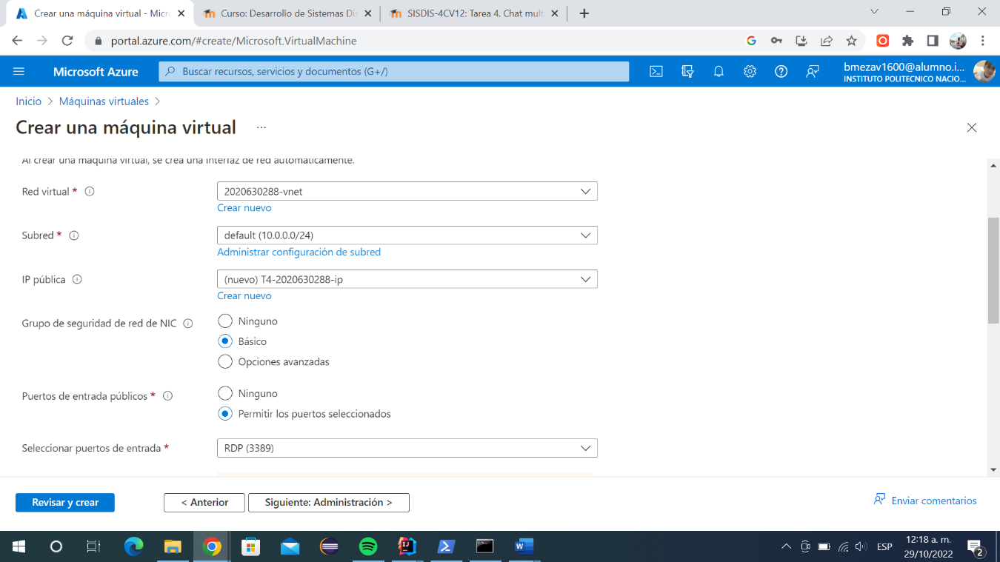 Crear una máquina virtual - Micro
Curso: Desarrollo de Sistemas Dis
SISDIS-4CV12: Tarea 4. Chat mult
portal.azure.com/#create/Microsoft.VirtualMachine
Microsoft Azure
Buscar recursos, servicios y documentos (G+/)
bmezav1600@alumno.i...
INSTITUTO POLITECNICO NACIO...
Inicio > Máquinas virtuales >
Crear una máquina virtual ...
Al crear una máquina virtual, se crea una interfaz de red automáticamente.
Red virtual *
2020630288-vnet
Crear nuevo
Subred *
default (10.0.0.0/24)
Administrar configuración de subred
IP pública
(nuevo) T4-2020630288-ip
Crear nuevo
Grupo de seguridad de red de NIC
Ninguno
Básico
Opciones avanzadas
Puertos de entrada públicos *
Ninguno
Permitir los puertos seleccionados
Seleccionar puertos de entrada *
RDP (3389)
Revisar y crear
< Anterior
Siguiente: Administración >
Enviar comentarios
ESP
12:18 a. m.
29/10/2022
2